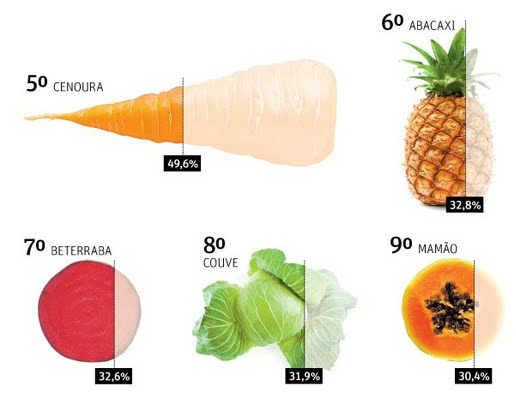 5º CENOURA
49,6%
6º ABACAXI
32,8%
7º BETERRABA
32,6%
8º
COUVE
31,9%
9º MAMÃO
30,4%